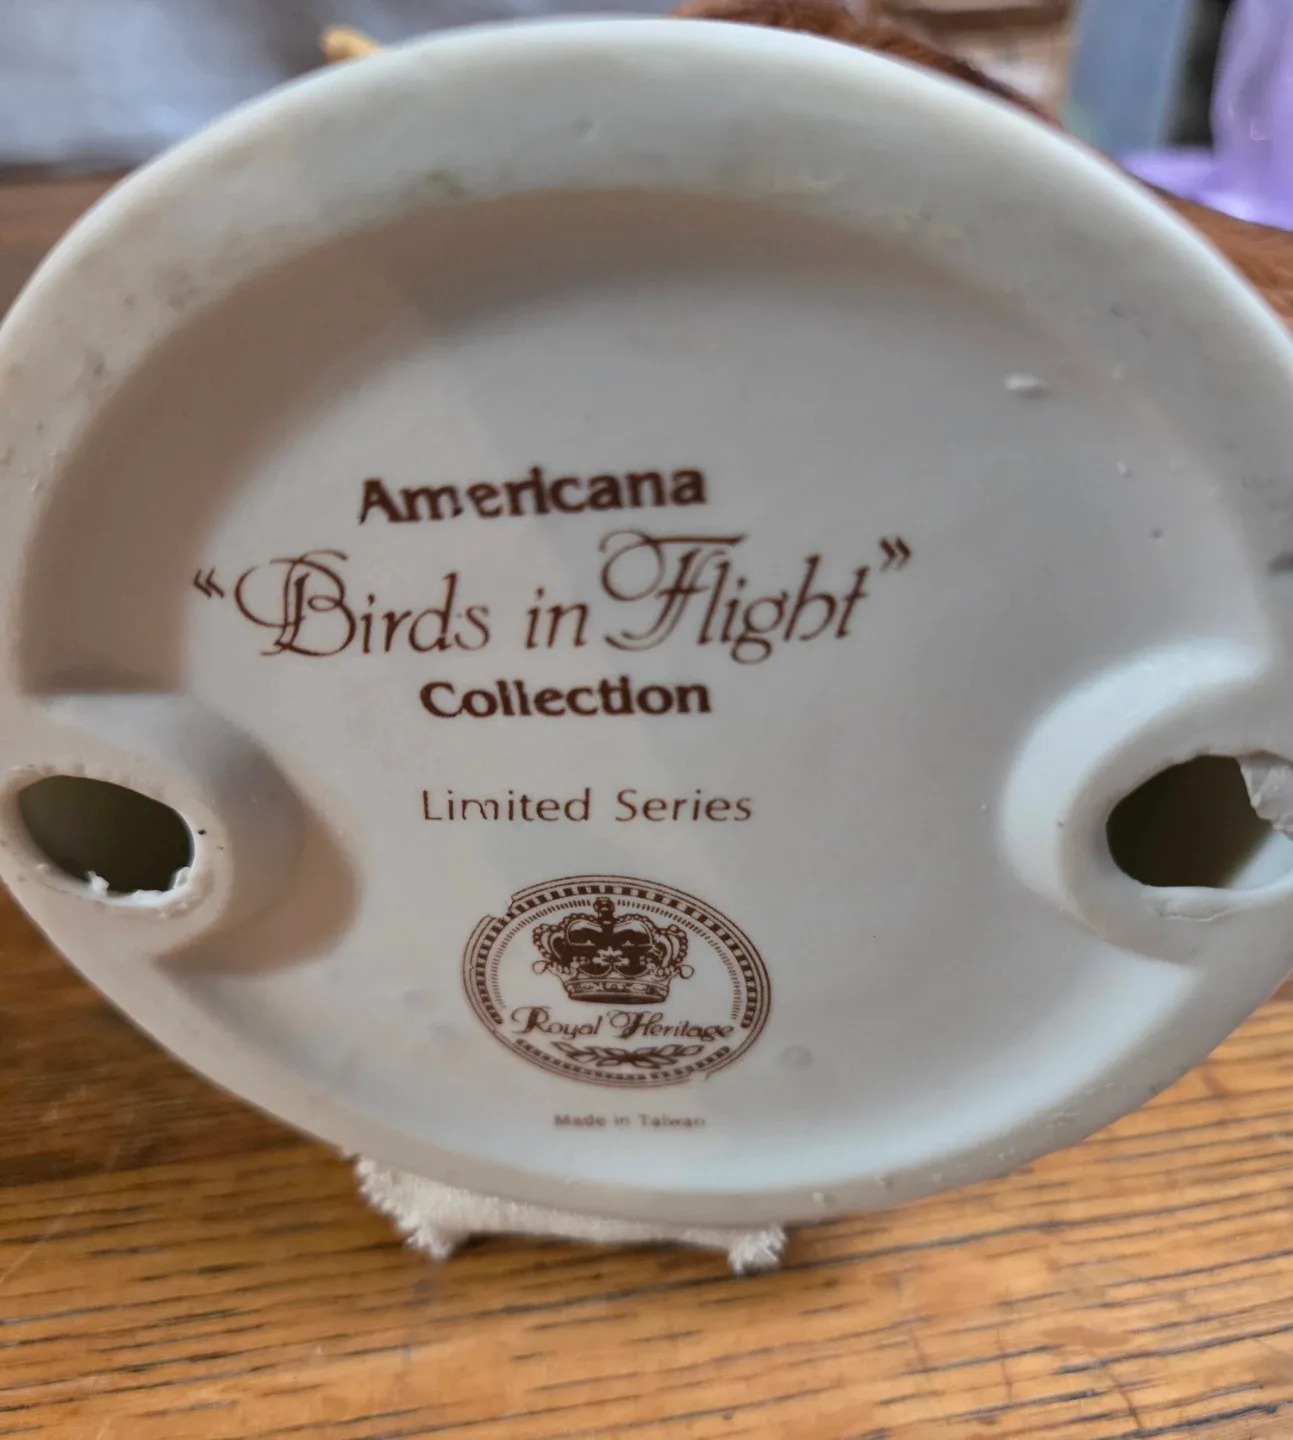 Americana
"Birds in Flight"
Collection
Limited Series
Royal Heritage
Made in Taiwan